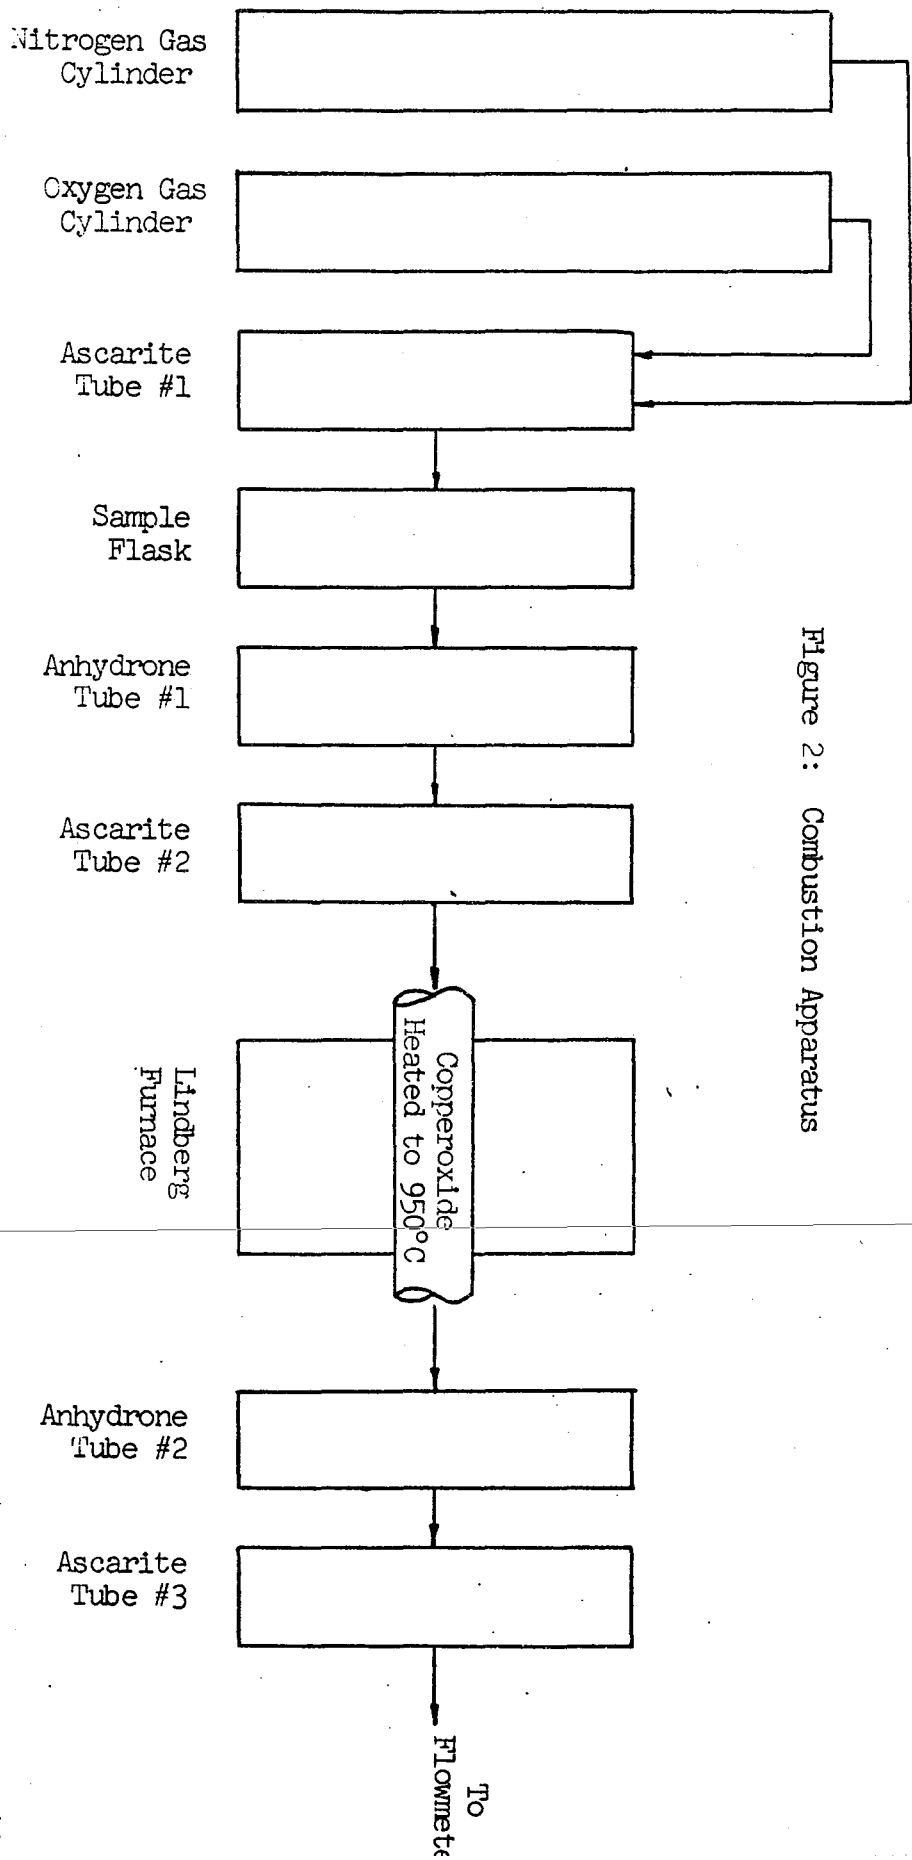 Nitrogen Gas
Cylinder
Oxygen Gas
Cylinder
Ascarite
Tube #1
Sample
Flask
Anhydrone
Tube #1
Ascarite
Tube #2
Copperoxide
Heated to 950°C
Lindberg
Furnace
Anhydrone
Tube #2
Ascarite
Tube #3
To
Flowmete
Figure 2: Combustion Apparatus